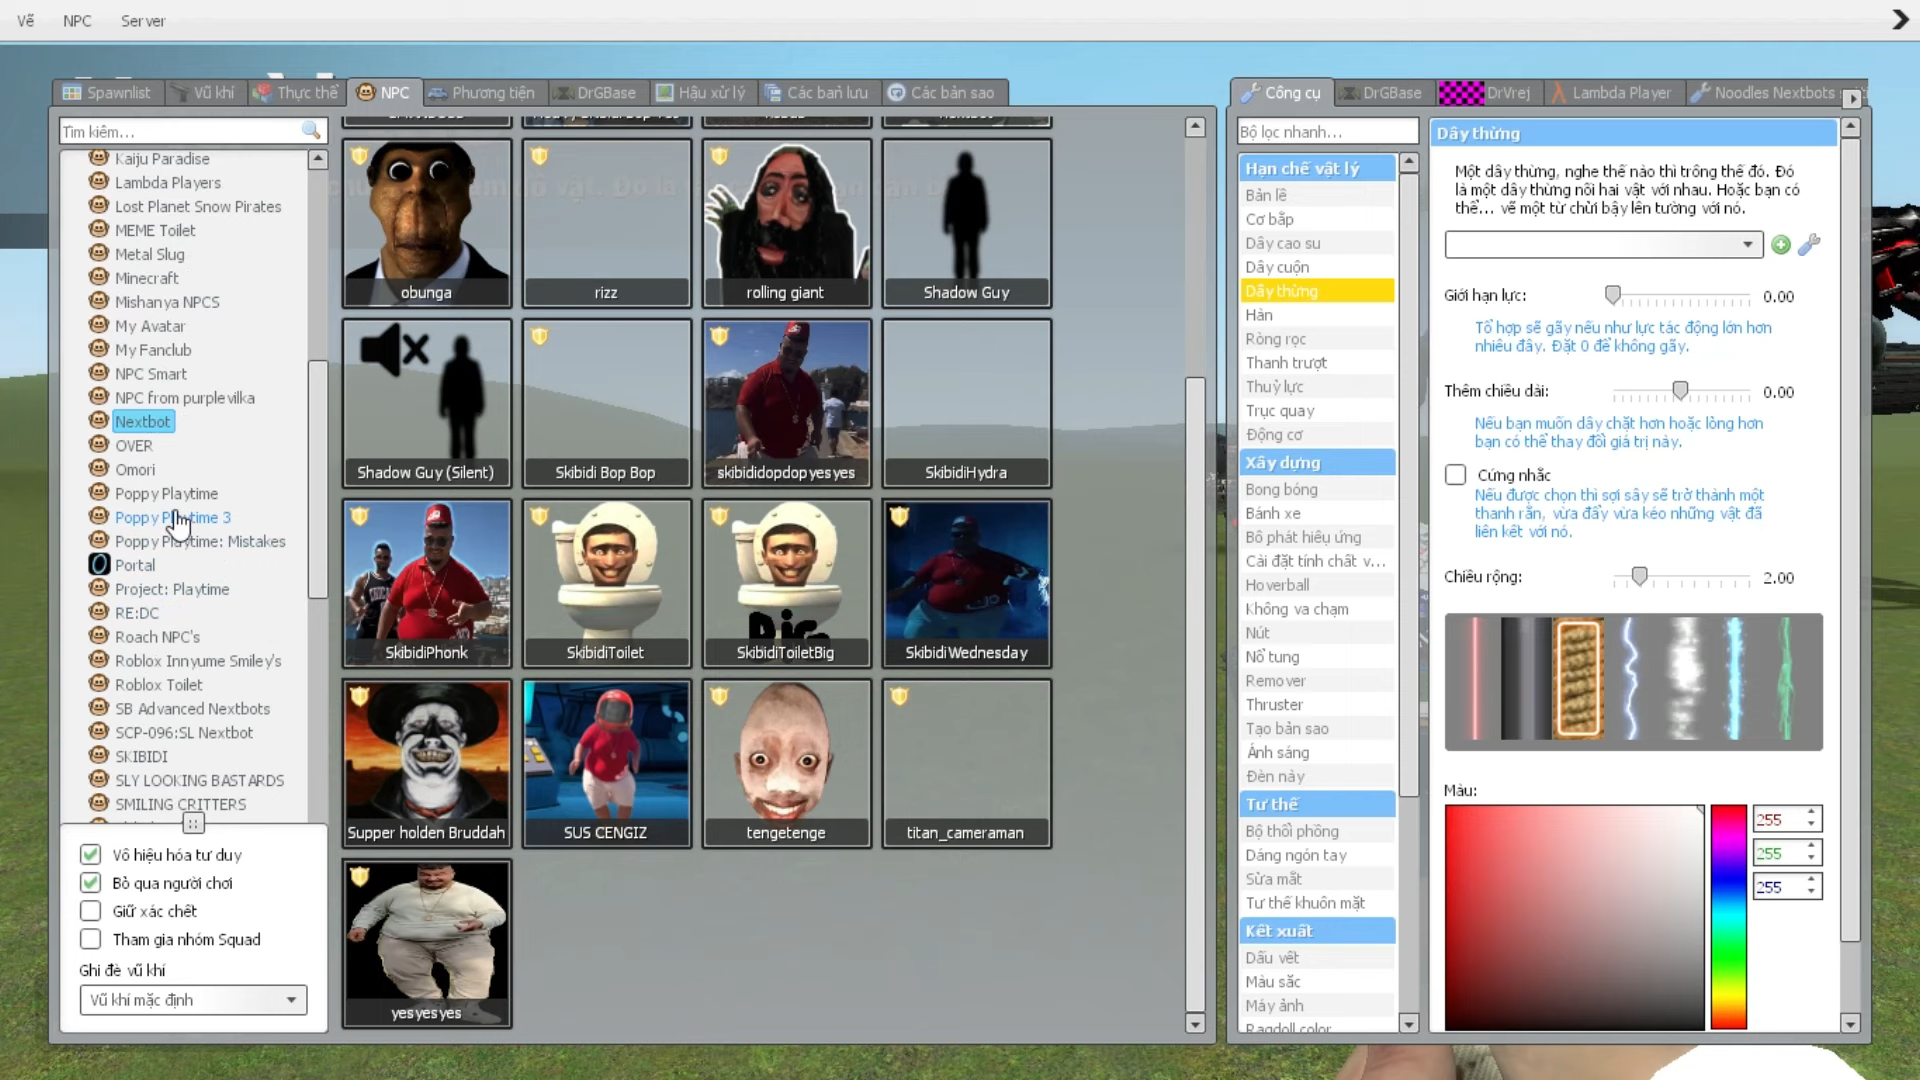 Vẽ NPC Server
Spawnlist Vũ khí Thực thể NPC Phương tiện DrGBase Hậu xử lý Các bản lưu Các bản sao
Công cụ DrGBase DrVrej Lambda Player Noodles Nextbots
Tìm kiếm...
Kaiju Paradise
Lambda Players
Lost Planet Snow Pirates
MEME Toilet
Metal Slug
Minecraft
Mishanya NPCS
My Avatar
My Fanclub
NPC Smart
NPC from purplevilka
Nextbot
OVER
Omori
Poppy Playtime
Poppy Playtime 3
Poppy Playtime: Mistakes
Portal
Project: Playtime
RE:DC
Roach NPC's
Roblox Innyume Smiley's
Roblox Toilet
SB Advanced Nextbots
SCP-096:SL Nextbot
SKIBIDI
SLY LOOKING BASTARDS
SMILING CRITTERS
Vô hiệu hóa tư duy
Bỏ qua người chơi
Giữ xác chết
Tham gia nhóm Squad
Ghi đè vũ khí
Vũ khí mặc định
obunga rizz rolling giant Shadow Guy
Shadow Guy (Silent) Skibidi Bop Bop skibididopdopyesyes SkibidiHydra
SkibidiPhonk SkibidiToilet SkibidiToiletBig SkibidiWednesday
Supper holden Bruddah SUS CENGIZ tengetenge titan_cameraman
yesyesyes
Bộ lọc nhanh...
Hạn chế vật lý
Bản lề
Cơ bắp
Dây cao su
Dây cuộn
Dây thừng
Hàn
Ròng rọc
Thanh trượt
Thuỷ lực
Trục quay
Động cơ
Xây dựng
Bong bóng
Bánh xe
Bộ phát hiệu ứng
Cài đặt tính chất v...
Hoverball
Không va chạm
Nút
Nổ tung
Remover
Thruster
Tạo bản sao
Ánh sáng
Đèn này
Tư thế
Bộ thổi phồng
Dáng ngón tay
Sửa mắt
Tư thế khuôn mặt
Kết xuất
Dấu vết
Màu sắc
Máy ảnh
Ragdoll color
Dây thừng
Một dây thừng, nghe thế nào thì trông thế đó. Đó
là một dây thừng nối hai vật với nhau. Hoặc bạn có
thể... vẽ một từ chửi bậy lên tường với nó.
Giới hạn lực: 0.00
Tổ hợp sẽ gãy nếu như lực tác động lớn hơn
nhiêu đây. Đặt 0 để không gãy.
Thêm chiều dài: 0.00
Nếu bạn muốn dây chặt hơn hoặc lỏng hơn
bạn có thể thay đổi giá trị này.
Cứng nhắc
Nếu được chọn thì sợi sây sẽ trở thành một
thanh rắn, vừa đẩy vừa kéo những vật đã
liên kết với nó.
Chiều rộng: 2.00
Màu:
255
255
255